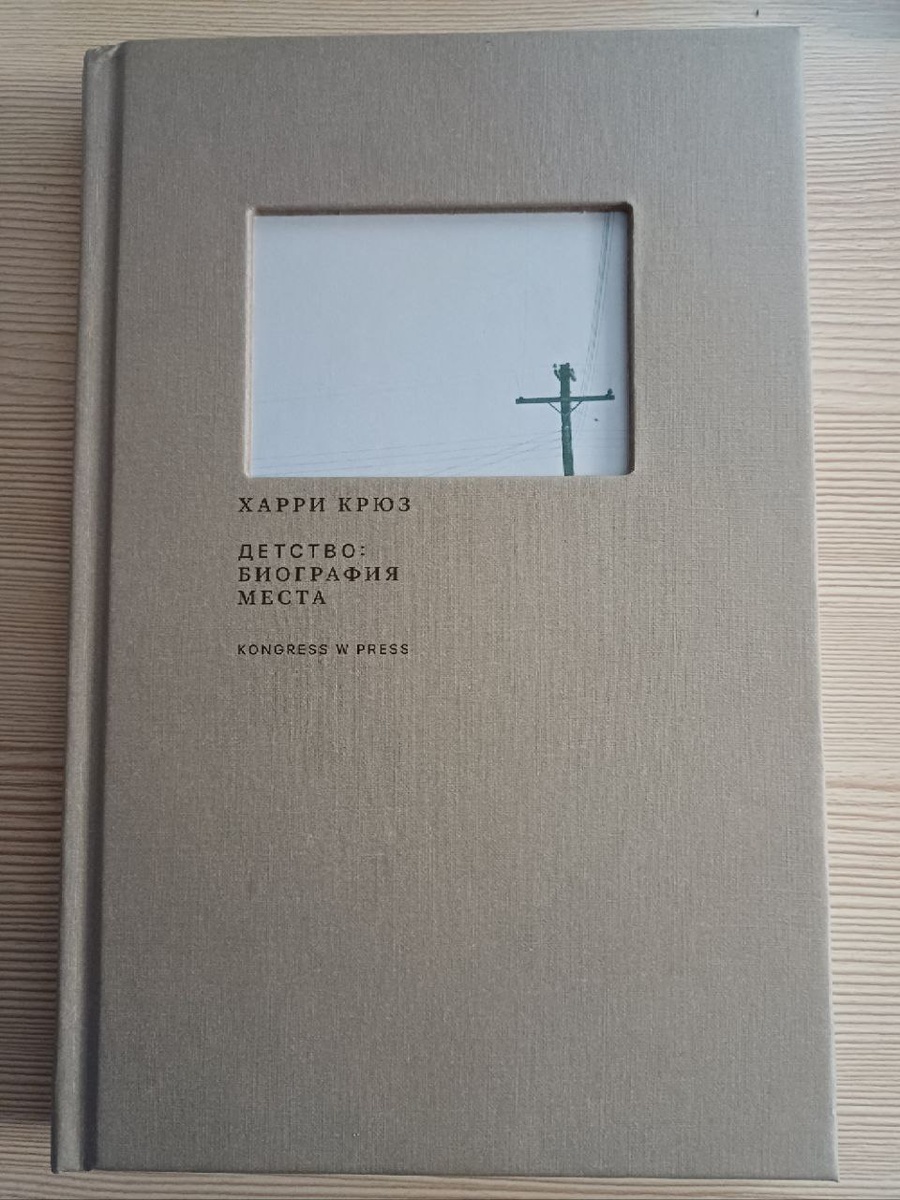 ХАРРИ КРЮЗ
ДЕТСТВО:
БИОГРАФИЯ
МЕСТА
KONGRESS W PRESS